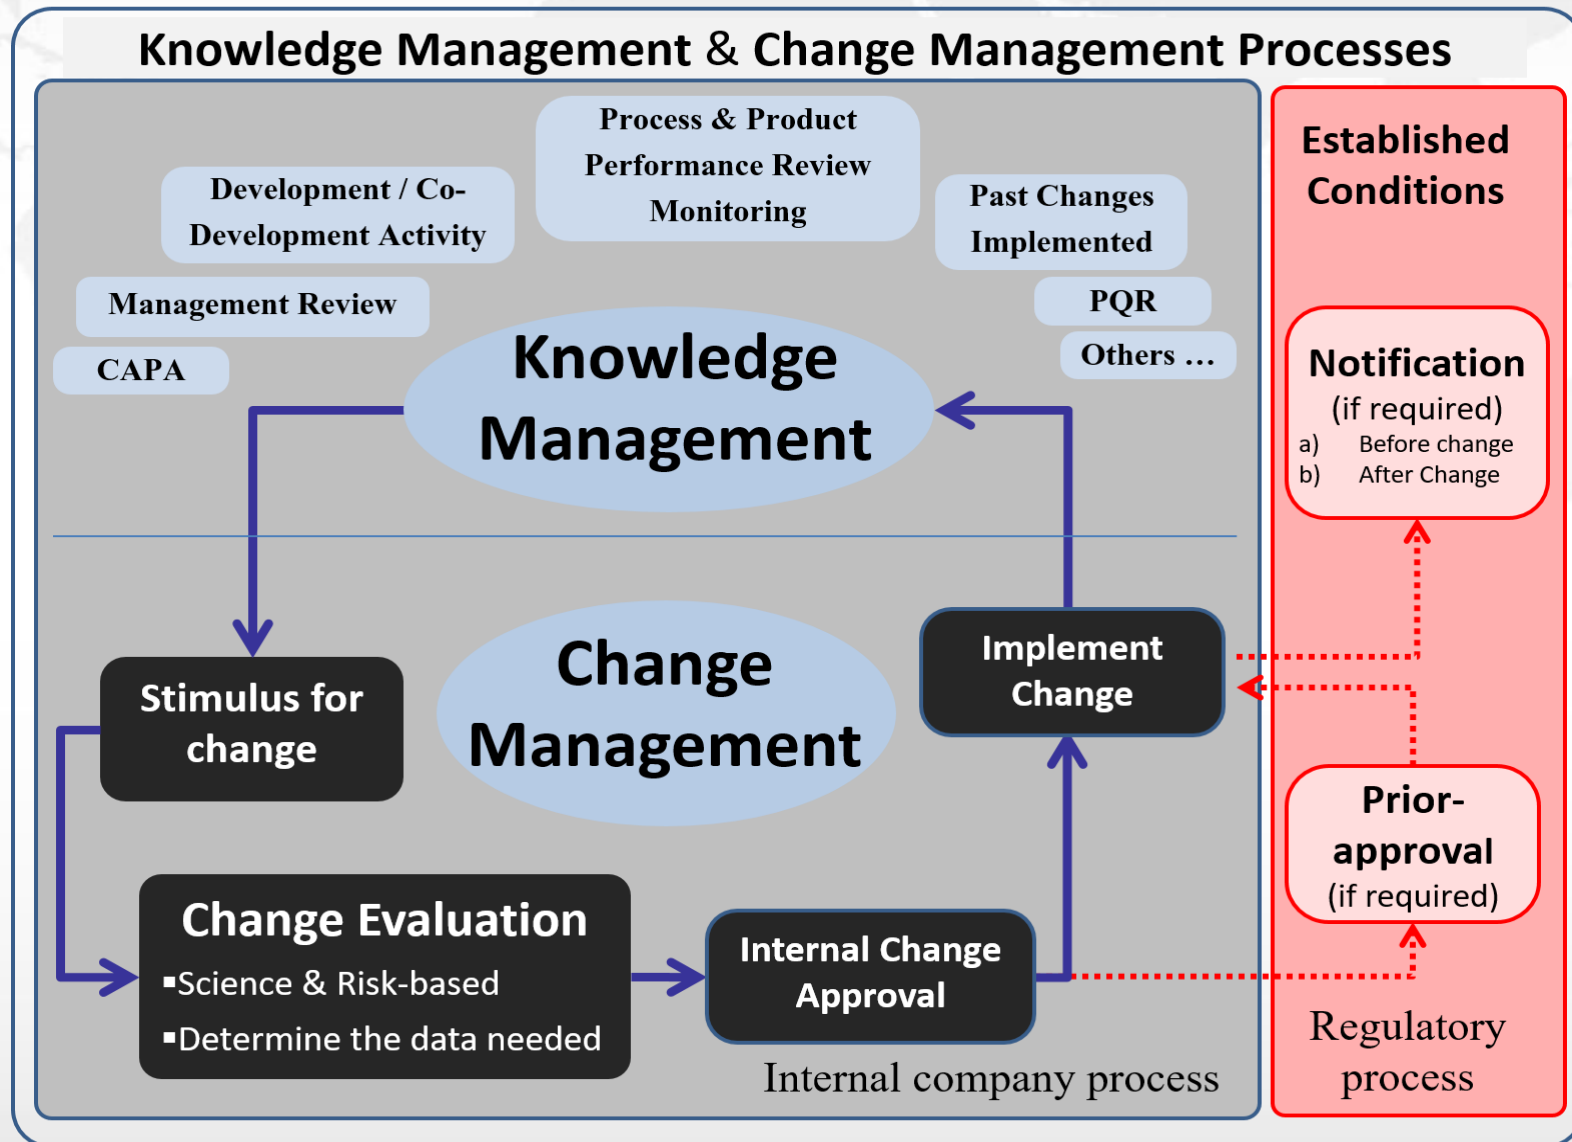 Knowledge Management & Change Management Processes
Process & Product
Performance Review
Monitoring
Development / Co-
Development Activity
Past Changes
Implemented
Management Review
PQR
CAPA
Others ...
Knowledge
Management
Change
Management
Stimulus for
change
Change Evaluation
▪Science & Risk-based
▪Determine the data needed
Internal Change
Approval
Implement
Change
Internal company process
Established
Conditions
Notification
(if required)
a) Before change
b) After Change
Prior-
approval
(if required)
Regulatory
process